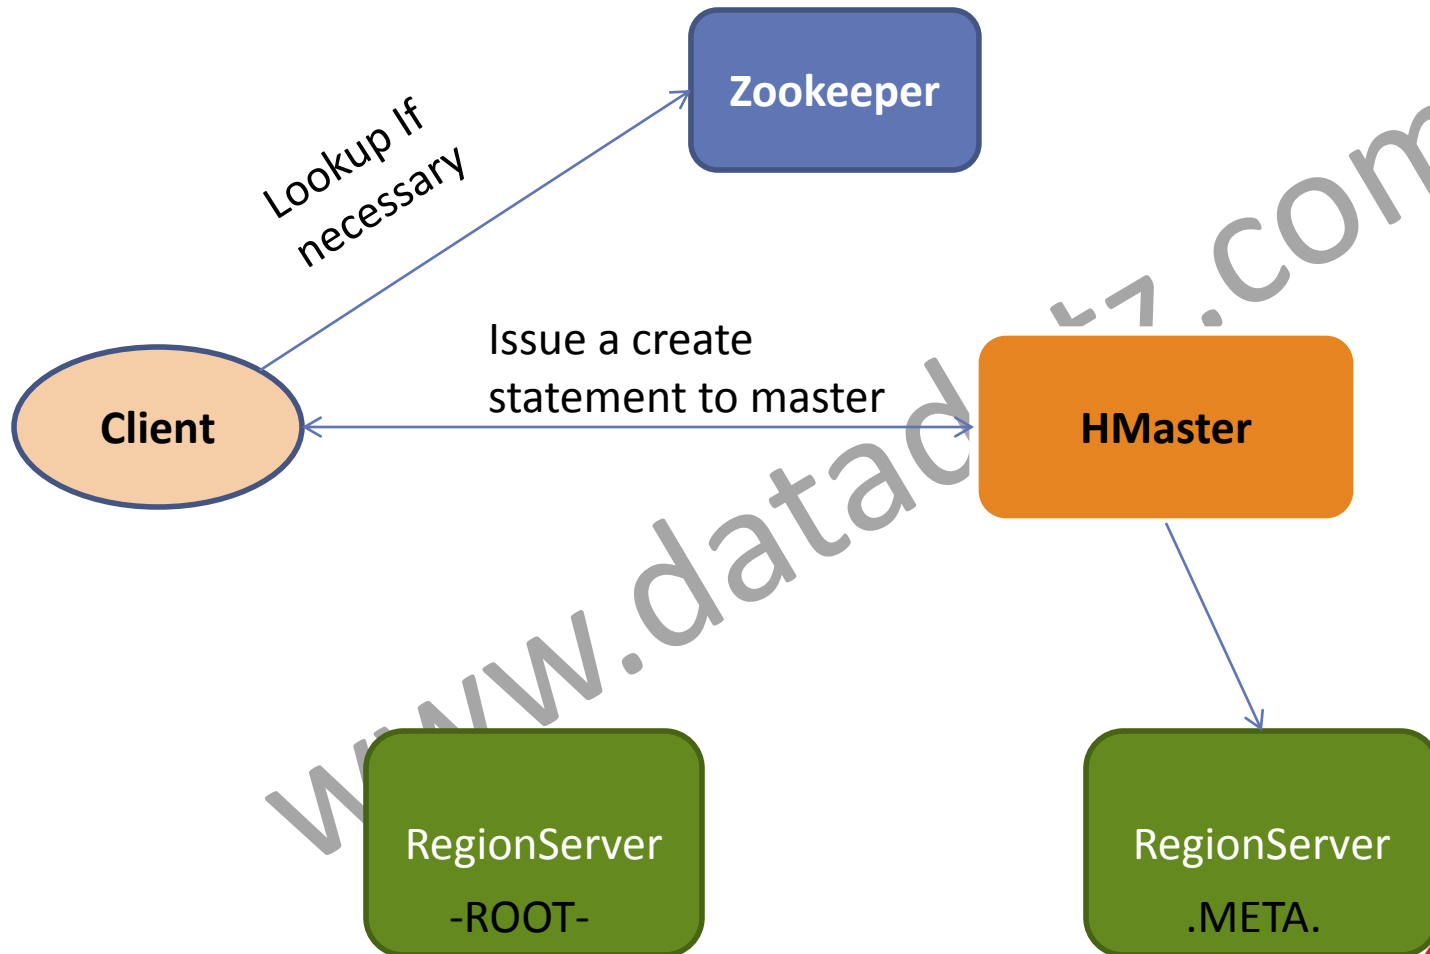 Zookeeper
Lookup If
necessary
Issue a create
statement to master
Client
HMaster
RegionServer
-ROOT-
RegionServer
.META.